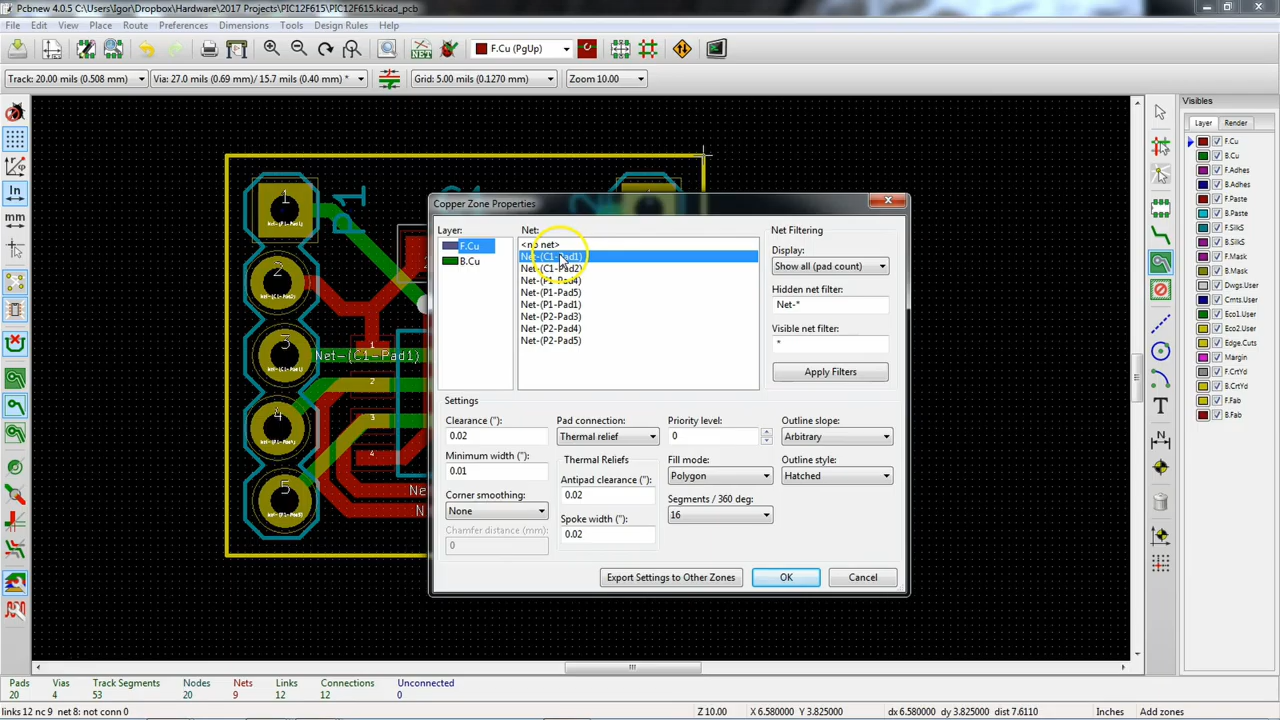 Pcbnew 4.0.5 C:\Users\Igor\Dropbox\Hardware\2017 Projects\PIC12F615\PIC12F615.kicad_pcb
File Edit View Place Route Preferences Dimensions Tools Design Rules Help
NET
F.Cu (PgUp)
Track: 20.00 mils (0.508 mm)
Via: 27.0 mils (0.69 mm)/ 15.7 mils (0.40 mm) *
Grid: 5.00 mils (0.1270 mm)
Zoom 10.00
In
mm
Visibles
Layer Render
F.Cu
B.Cu
F.Adhes
B.Adhes
F.Paste
B.Paste
F.SilkS
B.SilkS
F.Mask
B.Mask
Dwgs.User
Cmts.User
Eco1.User
Eco2.User
Edge.Cuts
Margin
F.CrtYd
B.CrtYd
F.Fab
B.Fab
1
P1
2
3
4
5
Net-(C1-Pad1)
1
2
3
4
Copper Zone Properties
Layer:
F.Cu
B.Cu
Net:
<no net>
Net-(C1-Pad1)
Net-(C1-Pad2)
Net-(P1-Pad4)
Net-(P1-Pad5)
Net-(P2-Pad1)
Net-(P2-Pad3)
Net-(P2-Pad4)
Net-(P2-Pad5)
Net Filtering
Display:
Show all (pad count)
Hidden net filter:
Net-*
Visible net filter:
*
Apply Filters
Settings
Clearance ("):
0.02
Minimum width ("):
0.01
Corner smoothing:
None
Chamfer distance (mm):
0
Pad connection:
Thermal relief
Thermal Reliefs
Antipad clearance ("):
0.02
Spoke width ("):
0.02
Priority level:
0
Fill mode:
Polygon
Segments / 360 deg:
16
Outline slope:
Arbitrary
Outline style:
Hatched
Export Settings to Other Zones
OK
Cancel
Pads Vias Track Segments Nodes Nets Links Connections Unconnected
20 4 53 20 9 12 12 0
links 12 nc 9 net 8: not conn 0
Z 10.00
X 6.580000 Y 3.825000
dx 6.580000 dy 3.825000 dist 7.6110
Inches
Add zones